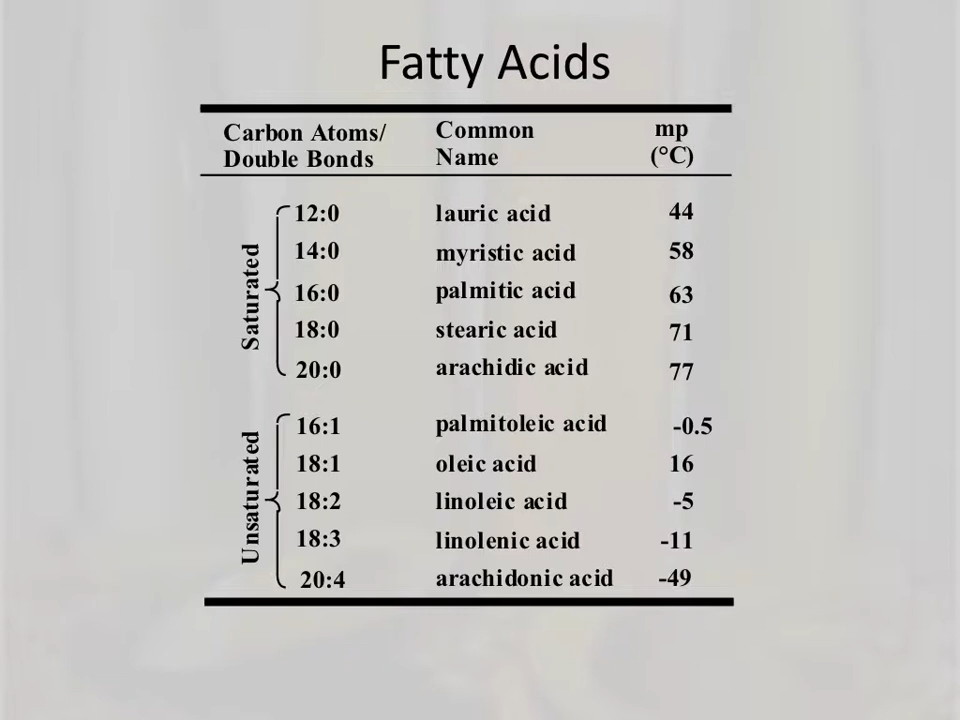 Fatty Acids
Carbon Atoms/ Common mp
Double Bonds Name (°C)
Saturated
12:0 lauric acid 44
14:0 myristic acid 58
16:0 palmitic acid 63
18:0 stearic acid 71
20:0 arachidic acid 77
Unsaturated
16:1 palmitoleic acid -0.5
18:1 oleic acid 16
18:2 linoleic acid -5
18:3 linolenic acid -11
20:4 arachidonic acid -49